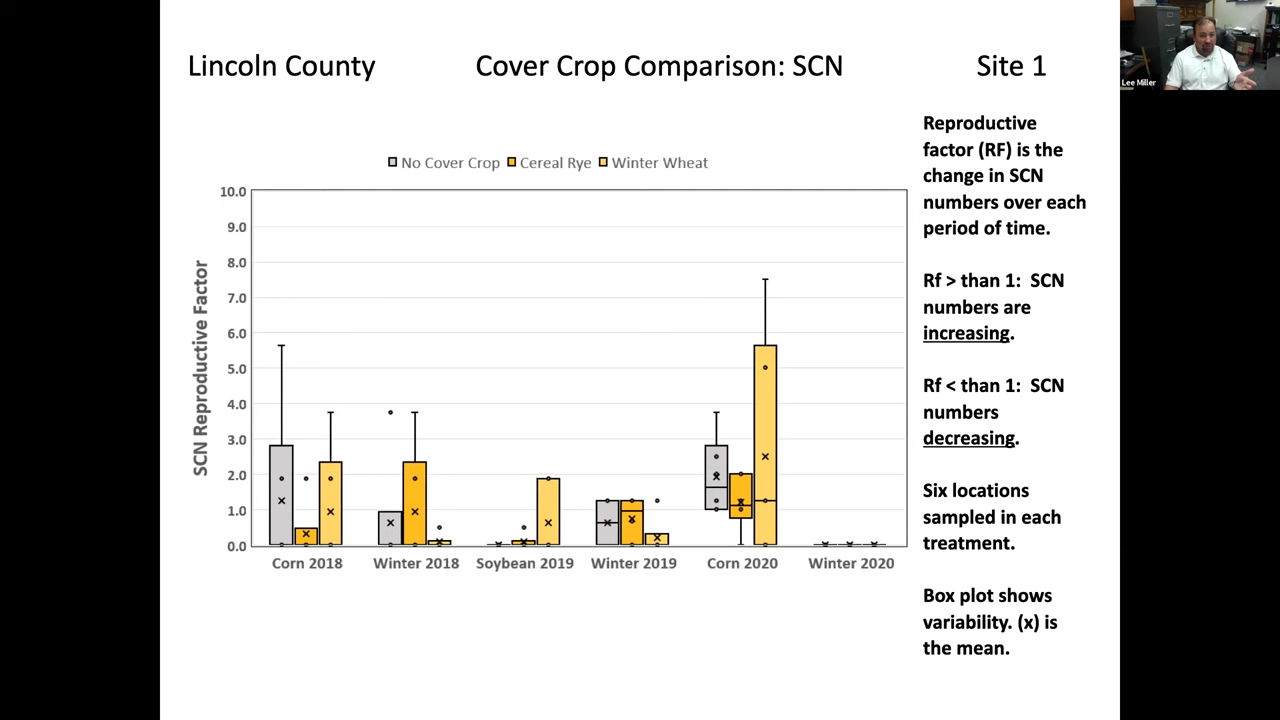 Lincoln County
Cover Crop Comparison: SCN
Site 1
Lee Miller
No Cover Crop
Cereal Rye
Winter Wheat
SCN Reproductive Factor
10.0
9.0
8.0
7.0
6.0
5.0
4.0
3.0
2.0
1.0
0.0
Corn 2018
Winter 2018
Soybean 2019
Winter 2019
Corn 2020
Winter 2020
Reproductive
factor (RF) is the
change in SCN
numbers over each
period of time.
Rf > than 1: SCN
numbers are
increasing.
Rf < than 1: SCN
numbers
decreasing.
Six locations
sampled in each
treatment.
Box plot shows
variability. (x) is
the mean.